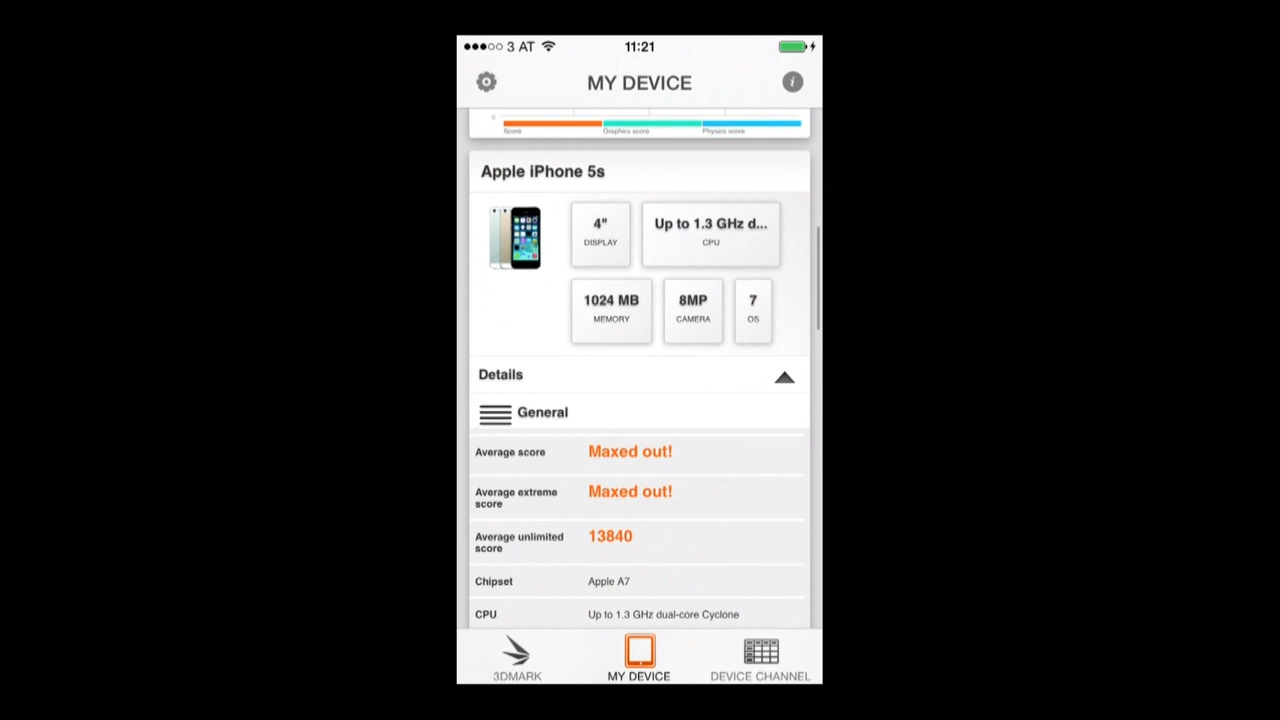 3 AT 11:21
MY DEVICE
0
Score Graphics score Physics score
Apple iPhone 5s
4" Up to 1.3 GHz d...
DISPLAY CPU
1024 MB 8MP 7
MEMORY CAMERA OS
Details
General
Average score Maxed out!
Average extreme score Maxed out!
Average unlimited score 13840
Chipset Apple A7
CPU Up to 1.3 GHz dual-core Cyclone
3DMARK MY DEVICE DEVICE CHANNEL